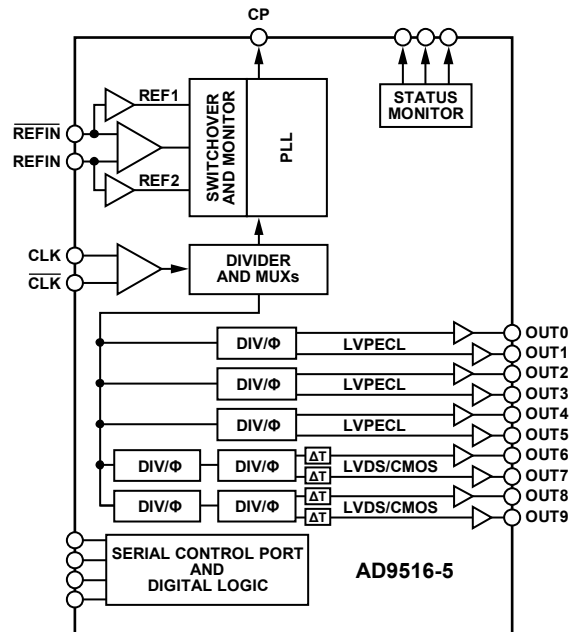 CP
REF1
REFIN
REFIN
REF2
SWITCHOVER
AND MONITOR
PLL
STATUS
MONITOR
CLK
CLK
DIVIDER
AND MUXs
DIV/Φ
LVPECL
OUT0
OUT1
DIV/Φ
LVPECL
OUT2
OUT3
DIV/Φ
LVPECL
OUT4
OUT5
DIV/Φ
DIV/Φ
ΔT
ΔT
LVDS/CMOS
OUT6
OUT7
DIV/Φ
DIV/Φ
ΔT
ΔT
LVDS/CMOS
OUT8
OUT9
SERIAL CONTROL PORT
AND
DIGITAL LOGIC
AD9516-5